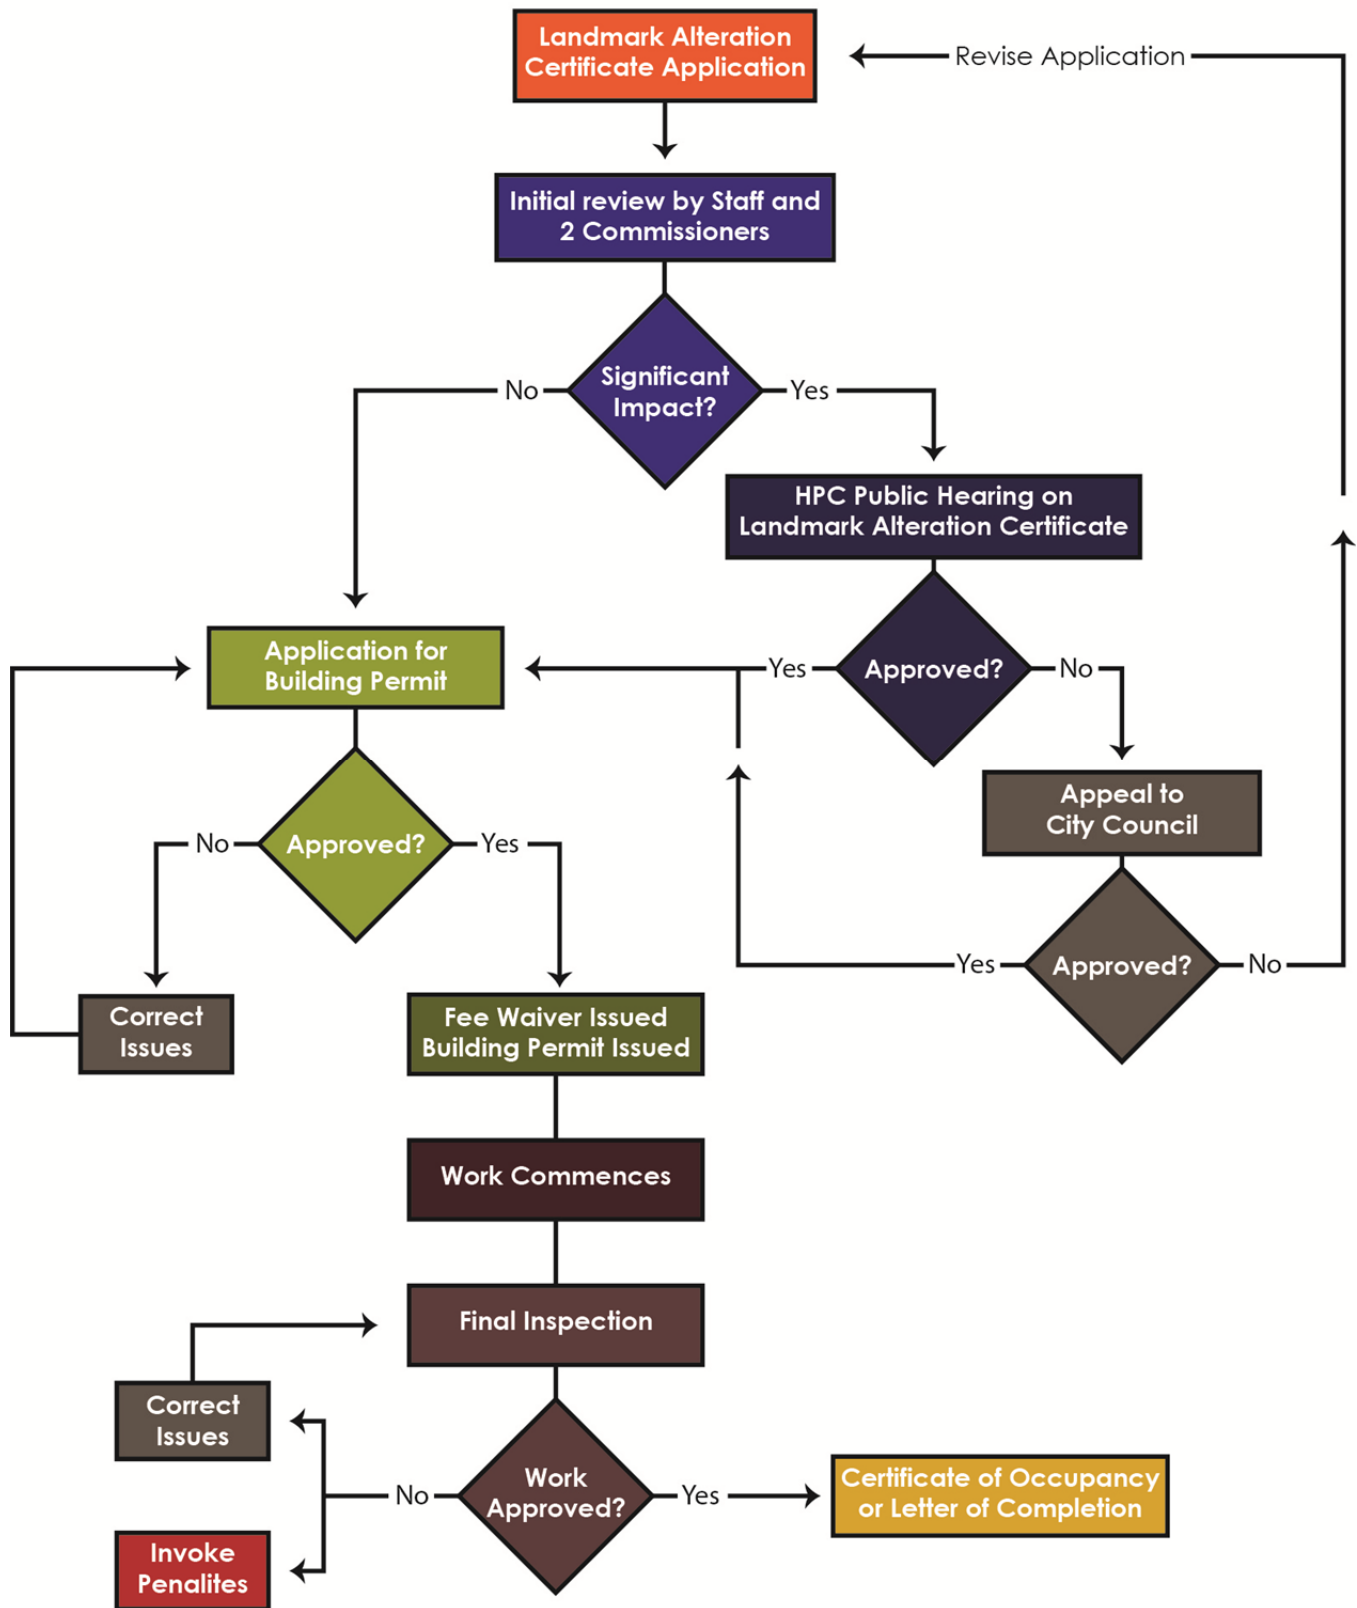 Landmark Alteration
Certificate Application
Revise Application
Initial review by Staff and
2 Commissioners
Significant
Impact?
No
Yes
HPC Public Hearing on
Landmark Alteration Certificate
Application for
Building Permit
Yes
Approved?
No
Appeal to
City Council
No
Approved?
Yes
Yes
Approved?
No
Correct
Issues
Fee Waiver Issued
Building Permit Issued
Work Commences
Final Inspection
Correct
Issues
No
Work
Approved?
Yes
Certificate of Occupancy
or Letter of Completion
Invoke
Penalites